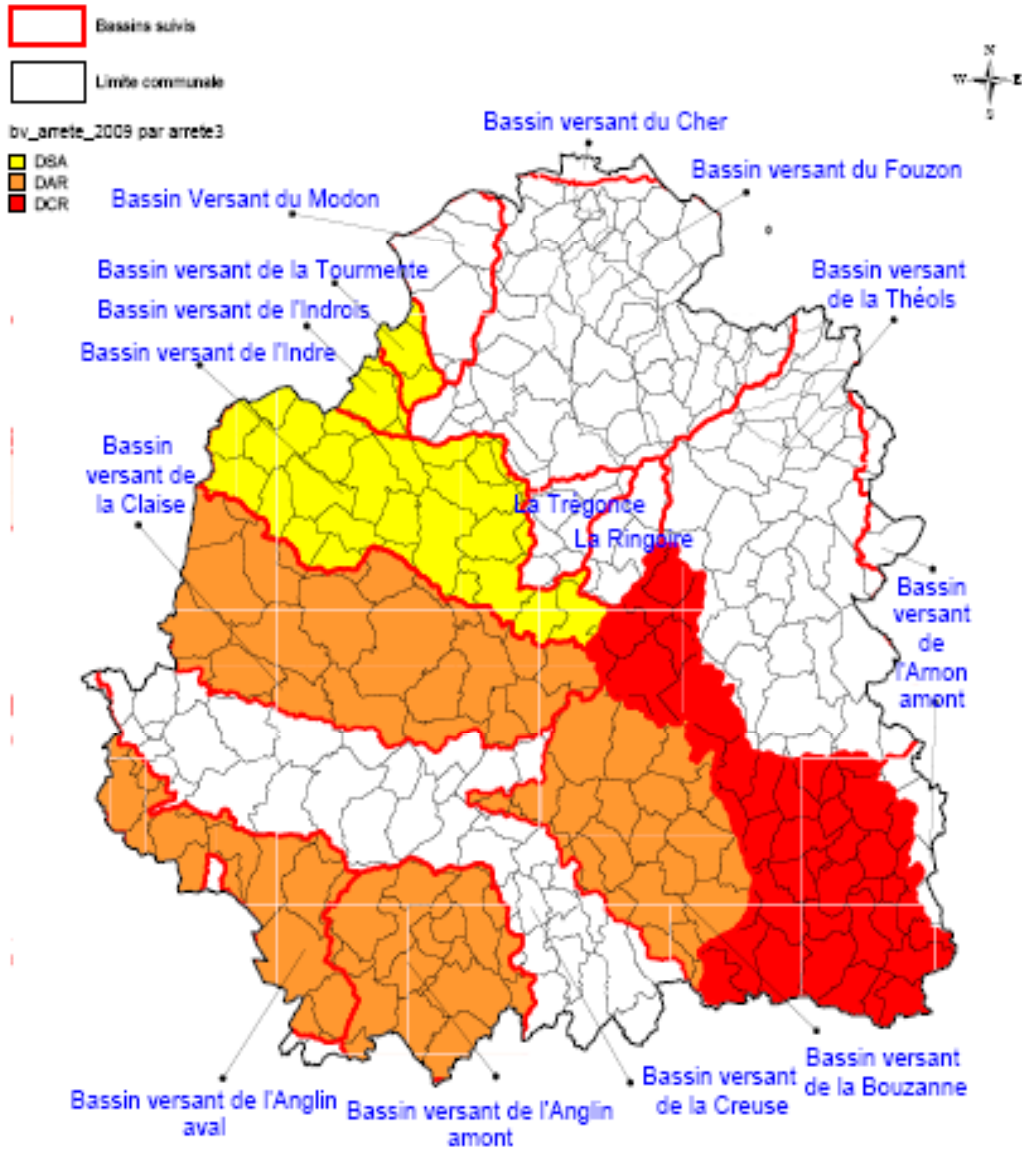 Bassins suivis
Limite communale
bv_arrete_2009 par arrete3
DSA
DAR
DCR
N
W E
S
Bassin versant du Cher
Bassin versant du Fouzon
Bassin Versant du Modon
Bassin versant de la Tourmente
Bassin versant
de la Théols
Bassin versant de l'Indrois
Bassin versant de l'Indre
Bassin
versant de
la Claise
La Trégonce
La Ringoire
Bassin
versant
de
l'Arnon
amont
Bassin versant
de la Bouzanne
Bassin versant
de la Creuse
Bassin versant de l'Anglin
aval
Bassin versant de l'Anglin
amont